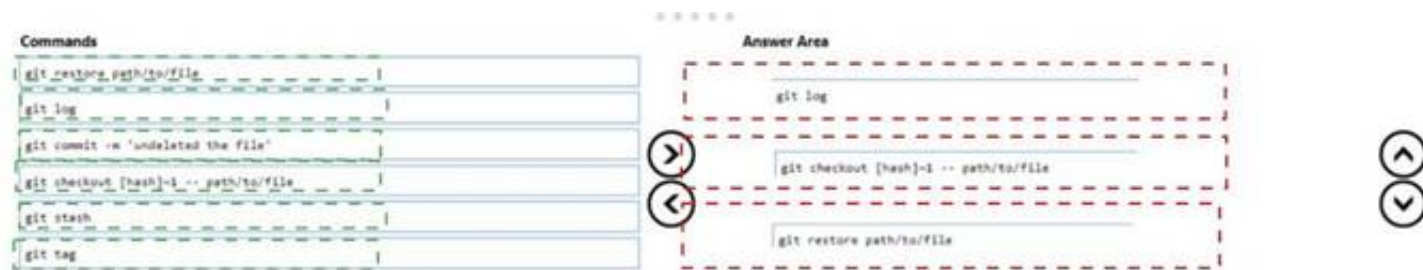 Commands
git restore path/to/file
git log
git commit -m 'undeleted the file'
git checkout [hash]~1 -- path/to/file
git stash
git tag
Answer Area
git log
git checkout [hash]~1 -- path/to/file
git restore path/to/file